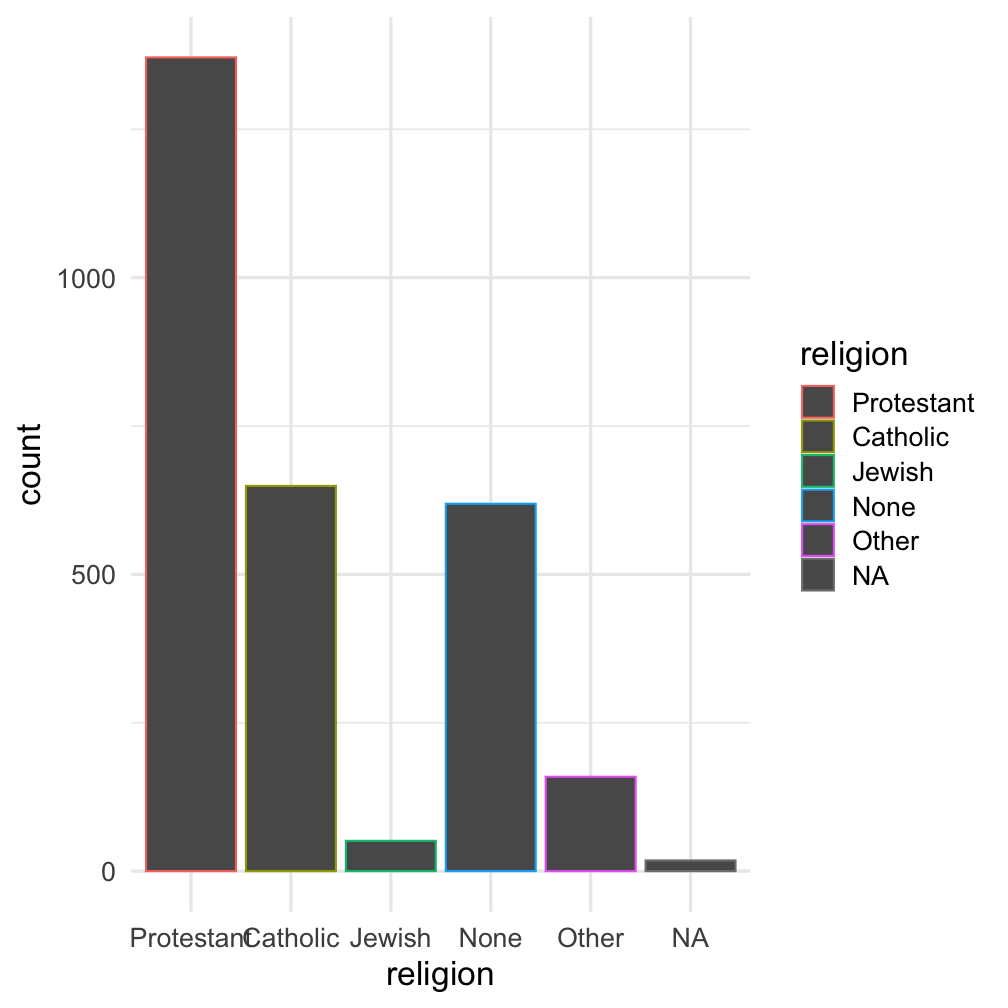 count
1000
500
0
Protestant Catholic Jewish None Other NA
religion
religion
Protestant
Catholic
Jewish
None
Other
NA